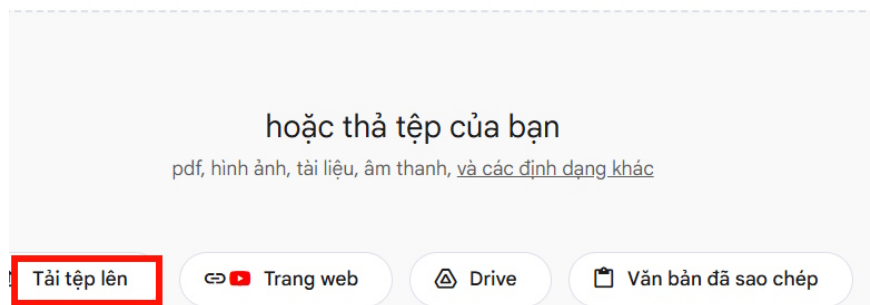 hoặc thả tệp của bạn
pdf, hình ảnh, tài liệu, âm thanh, và các định dạng khác
Tải tệp lên
Trang web
Drive
Văn bản đã sao chép